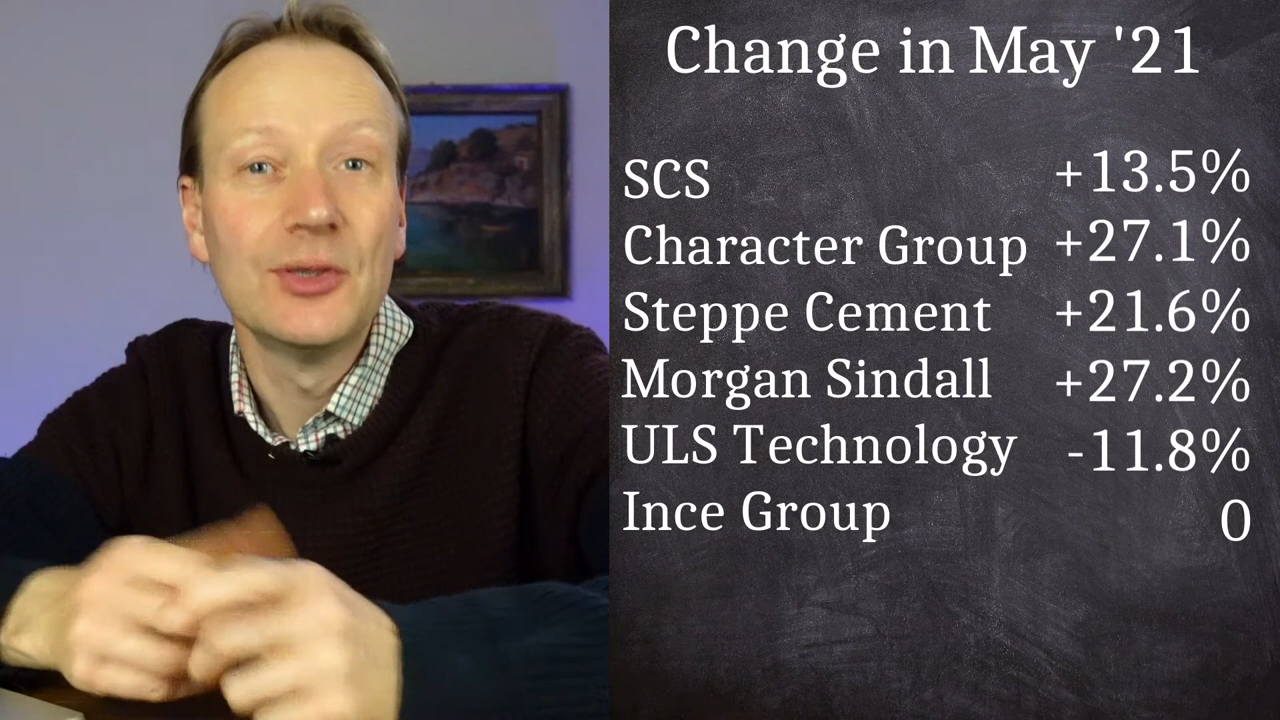 Change in May '21
SCS +13.5%
Character Group +27.1%
Steppe Cement +21.6%
Morgan Sindall +27.2%
ULS Technology -11.8%
Ince Group 0